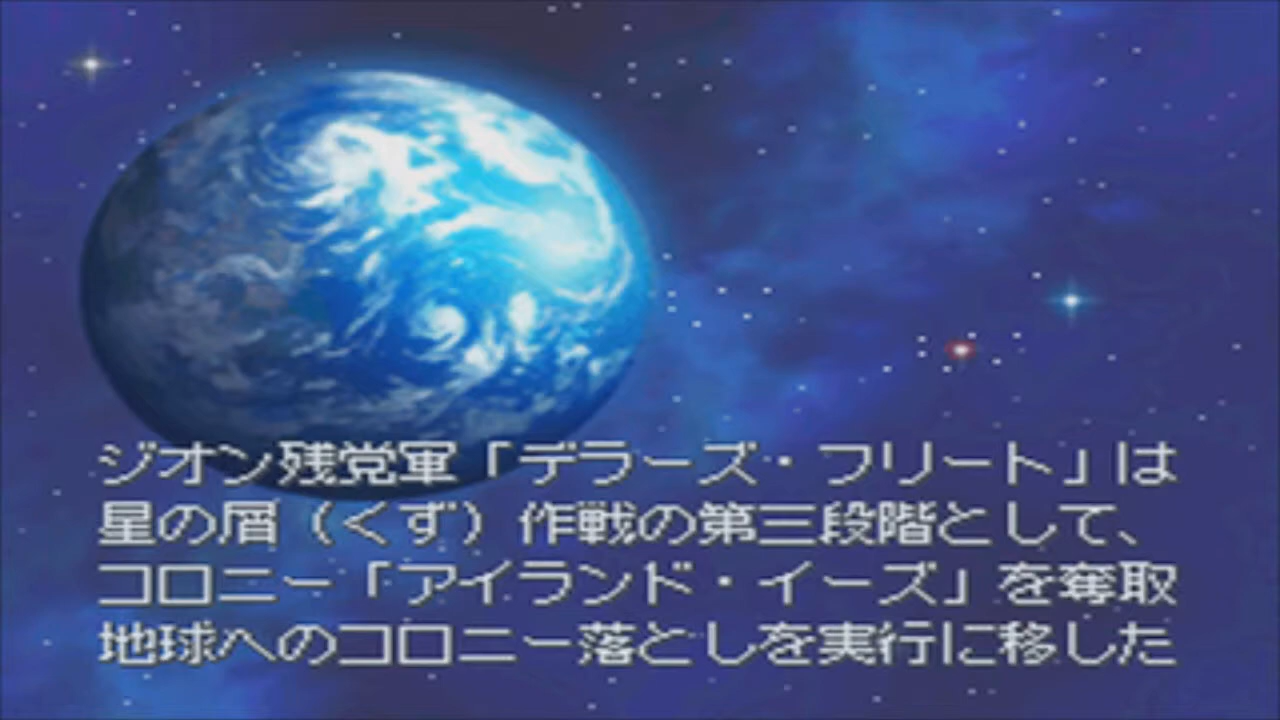 ジオン残党軍「デラーズ・フリート」は
星の屑（くず）作戦の第三段階として、
コロニー「アイランド・イーズ」を奪取
地球へのコロニー落としを実行に移した